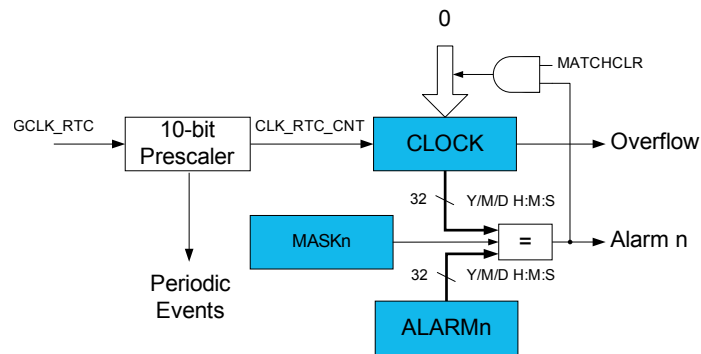 0
MATCHCLR
GCLK_RTC
10-bit
Prescaler
CLK_RTC_CNT
CLOCK
Overflow
32
Y/M/D H:M:S
MASKn
=
Alarm n
Periodic
Events
32
Y/M/D H:M:S
ALARMn